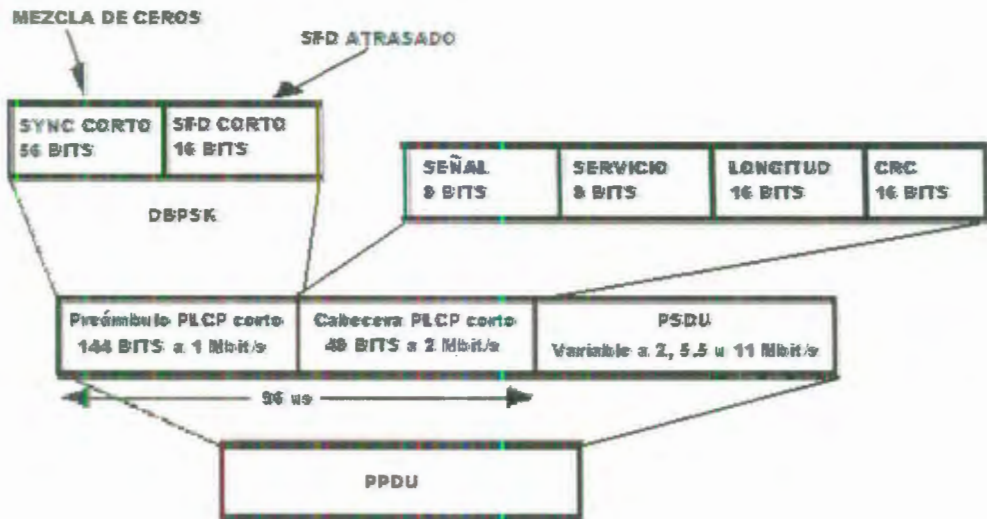 MEZCLA DE CEROS
SFD ATRASADO
SYNC CORTO
56 BITS
SFD CORTO
16 BITS
SEÑAL
8 BITS
SERVICIO
8 BITS
LONGITUD
16 BITS
CRC
16 BITS
DBPSK
Preámbulo PLCP corto
144 BITS a 1 Mbit/s
Cabecera PLCP corto
48 BITS a 2 Mbit/s
PSDU
Variable a 2, 5.5 u 11 Mbit/s
96 us
PPDU